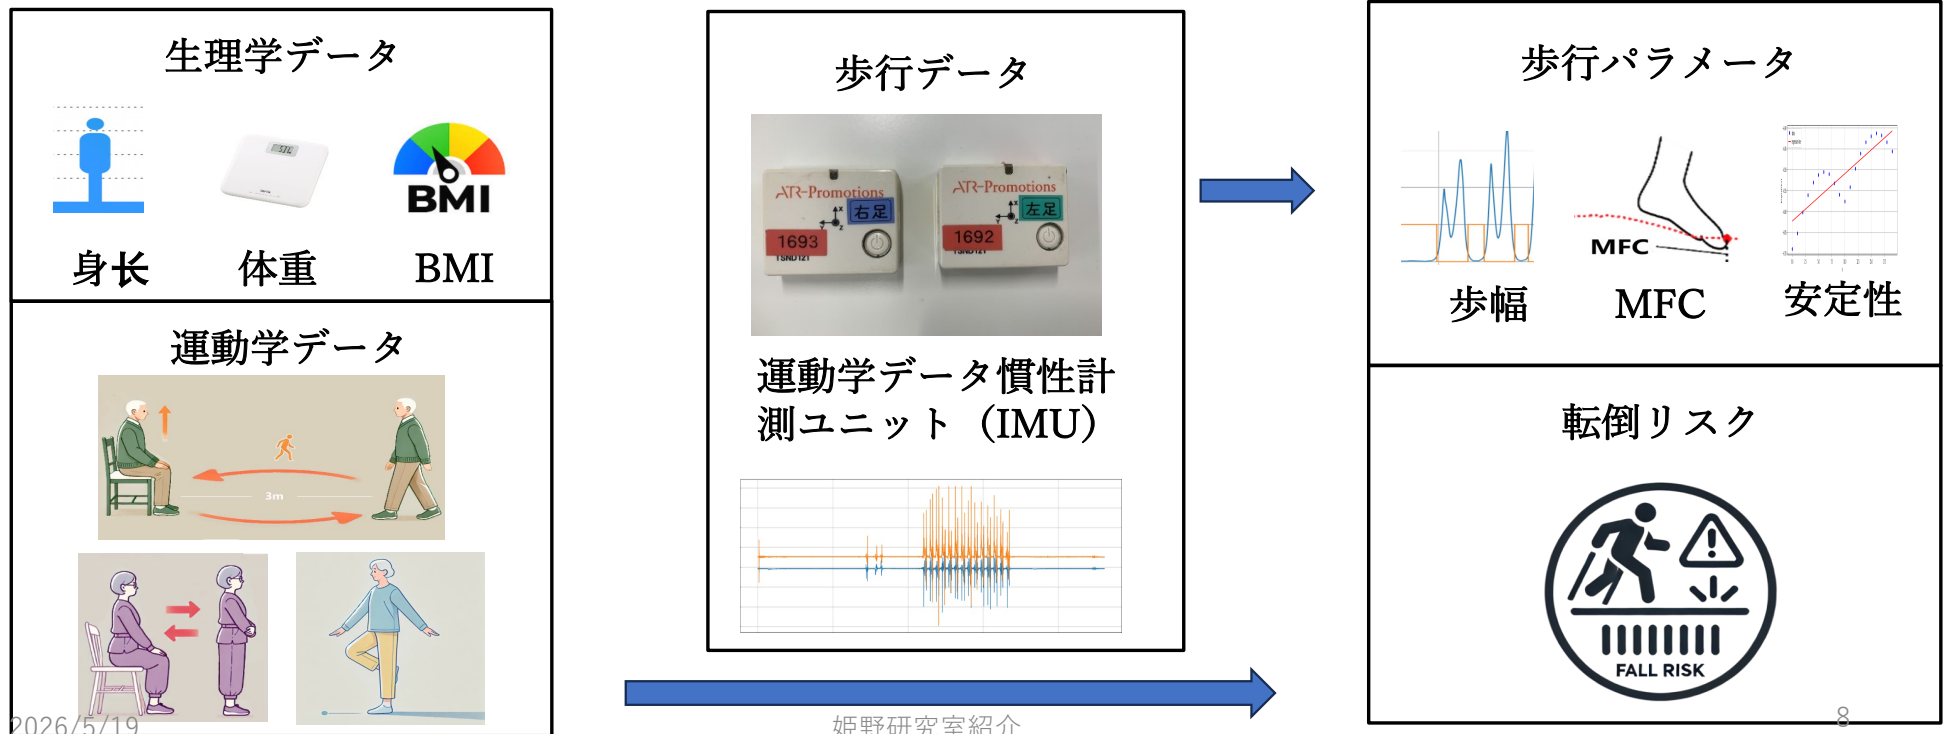 生理学データ
身长
体重
BMI
BMI
運動学データ
3m
2026/5/19
歩行データ
ATR-Promotions
右足
1693
TSND121
ATR-Promotions
左足
1692
TSND121
運動学データ慣性計
測ユニット（IMU）
姫野研究室紹介
歩行パラメータ
MFC
歩幅
MFC
安定性
転倒リスク
FALL RISK
8